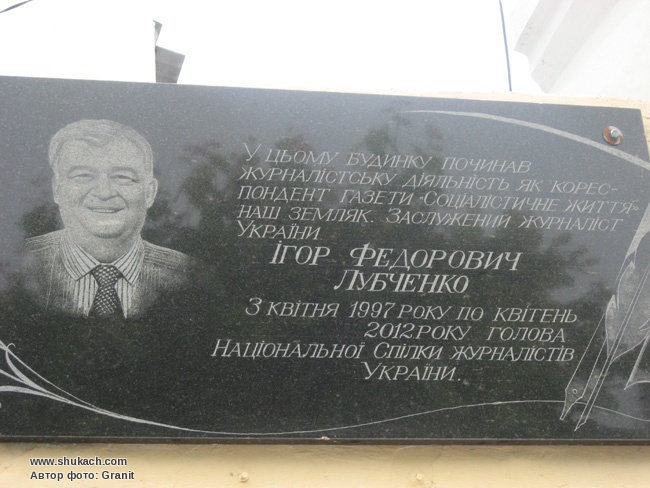 У ЦЬОМУ БУДИНКУ ПОЧИНАВ
ЖУРНАЛІСТСЬКУ ДІЯЛЬНІСТЬ ЯК КОРЕС-
ПОНДЕНТ ГАЗЕТИ «СОЦІАЛІСТИЧНЕ ЖИТТЯ»
НАШ ЗЕМЛЯК. ЗАСЛУЖЕНИЙ ЖУРНАЛІСТ
УКРАЇНИ
ІГОР ФЕДОРОВИЧ
ЛУБЧЕНКО
З КВІТНЯ 1997 РОКУ ПО КВІТЕНЬ
2012 РОКУ ГОЛОВА
НАЦІОНАЛЬНОЇ СПІЛКИ ЖУРНАЛІСТІВ
УКРАЇНИ.
www.shukach.com
Автор фото: Granit